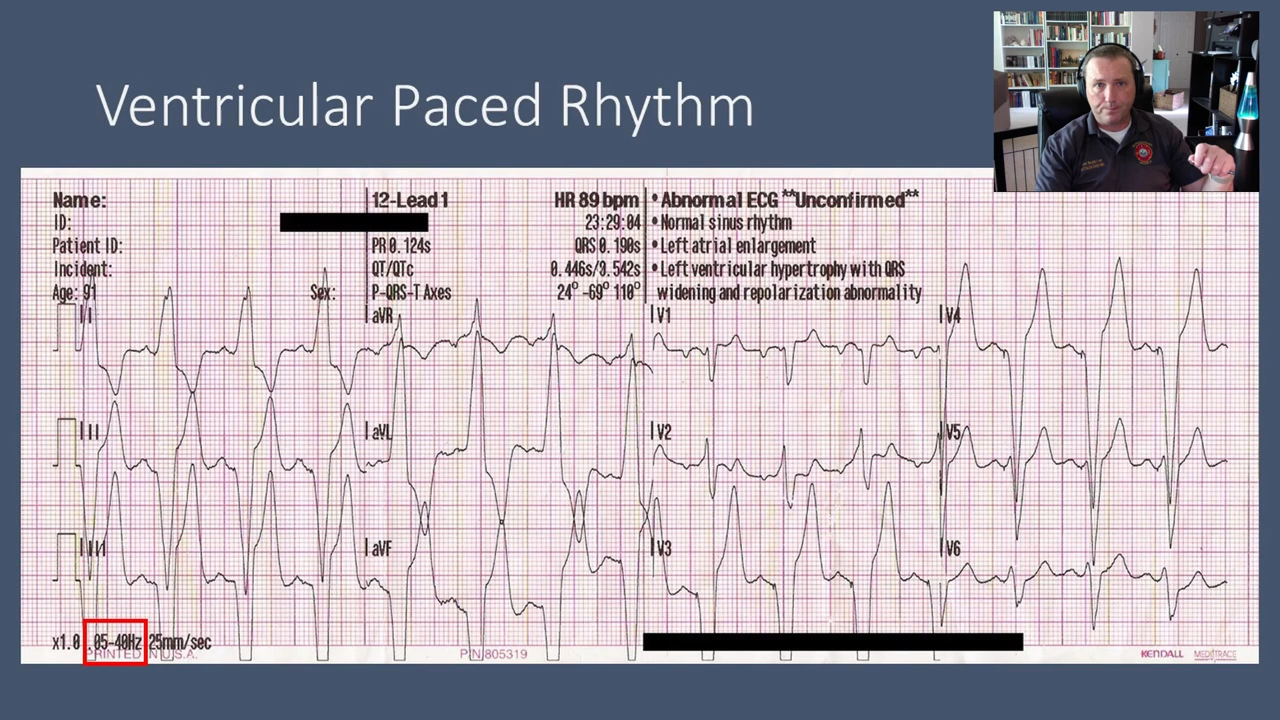 Ventricular Paced Rhythm
Name: 12-Lead 1 HR 89 bpm • Abnormal ECG **Unconfirmed**
ID: 23:29:04 • Normal sinus rhythm
Patient ID: PR 0.124s QRS 0.190s • Left atrial enlargement
Incident: QT/QTc 0.446s/0.542s • Left ventricular hypertrophy with QRS
Age: 91 Sex: P-QRS-T Axes 24° -69° 110° widening and repolarization abnormality
I aVR V1 V4
II aVL V2 V5
III aVF V3 V6
x1.0 .05-40Hz 25mm/sec
PRINTED IN U.S.A. P/N 805319 KENDALL MEDITRACE